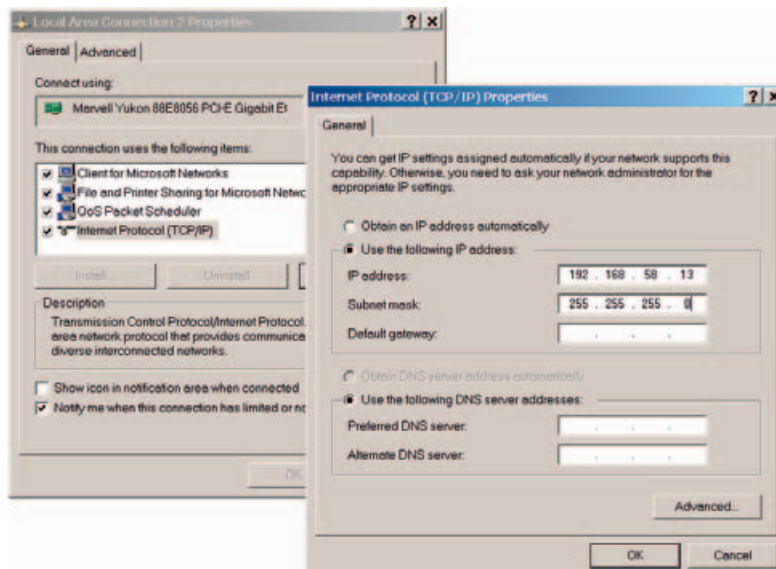 Local Area Connection 2 Properties
General
Advanced
Connect using:
Marvell Yukon 88E8056 PCI-E Gigabit Et
This connection uses the following items:
Client for Microsoft Networks
File and Printer Sharing for Microsoft Netwo
QoS Packet Scheduler
Internet Protocol (TCP/IP)
Install...
Uninstall
Description
Transmission Control Protocol/Internet Protocol.
area network protocol that provides communica
diverse interconnected networks.
Show icon in notification area when connected
Notify me when this connection has limited or no
OK
Internet Protocol (TCP/IP) Properties
General
You can get IP settings assigned automatically if your network supports this
capability. Otherwise, you need to ask your network administrator for the
appropriate IP settings.
Obtain an IP address automatically
Use the following IP address:
IP address: 192 . 168 . 58 . 13
Subnet mask: 255 . 255 . 255 . 0
Default gateway: . . .
Obtain DNS server address automatically
Use the following DNS server addresses:
Preferred DNS server: . . .
Alternate DNS server: . . .
Advanced...
OK
Cancel